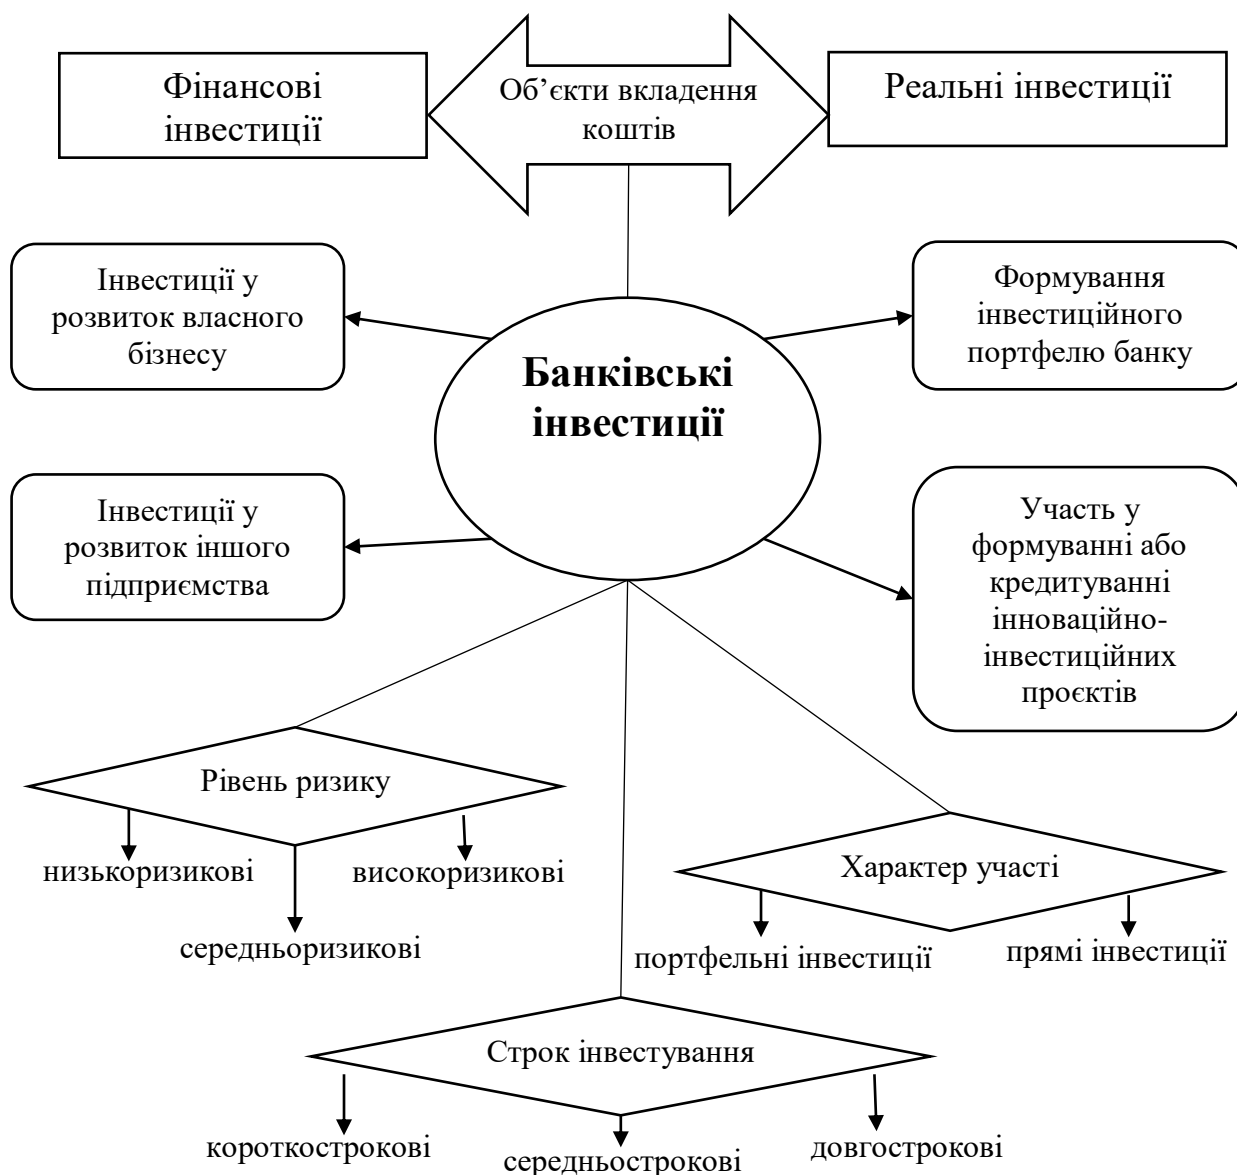 Фінансові
інвестиції
Об’єкти вкладення
коштів
Реальні інвестиції
Інвестиції у
розвиток власного
бізнесу
Формування
інвестиційного
портфелю банку
Банківські
інвестиції
Інвестиції у
розвиток іншого
підприємства
Участь у
формуванні або
кредитуванні
інноваційно-
інвестиційних
проєктів
Рівень ризику
низькоризикові
високоризикові
середньоризикові
Характер участі
портфельні інвестиції
прямі інвестиції
Строк інвестування
короткострокові
середньострокові
довгострокові